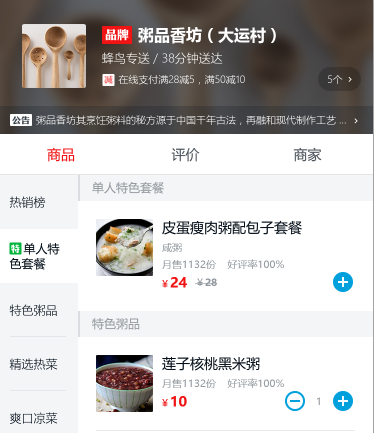 品牌 粥品香坊（大运村）
蜂鸟专送 / 38分钟送达
减 在线支付满28减5，满50减10
5个 >
公告 粥品香坊其烹饪粥料的秘方源于中国千年古法，再融和现代制作工艺 ... >
商品 评价 商家
热销榜
特 单人特
色套餐
特色粥品
精选热菜
爽口凉菜
单人特色套餐
皮蛋瘦肉粥配包子套餐
咸粥
月售1132份 好评率100%
¥24 ¥28
特色粥品
莲子核桃黑米粥
月售1132份 好评率100%
¥10
1